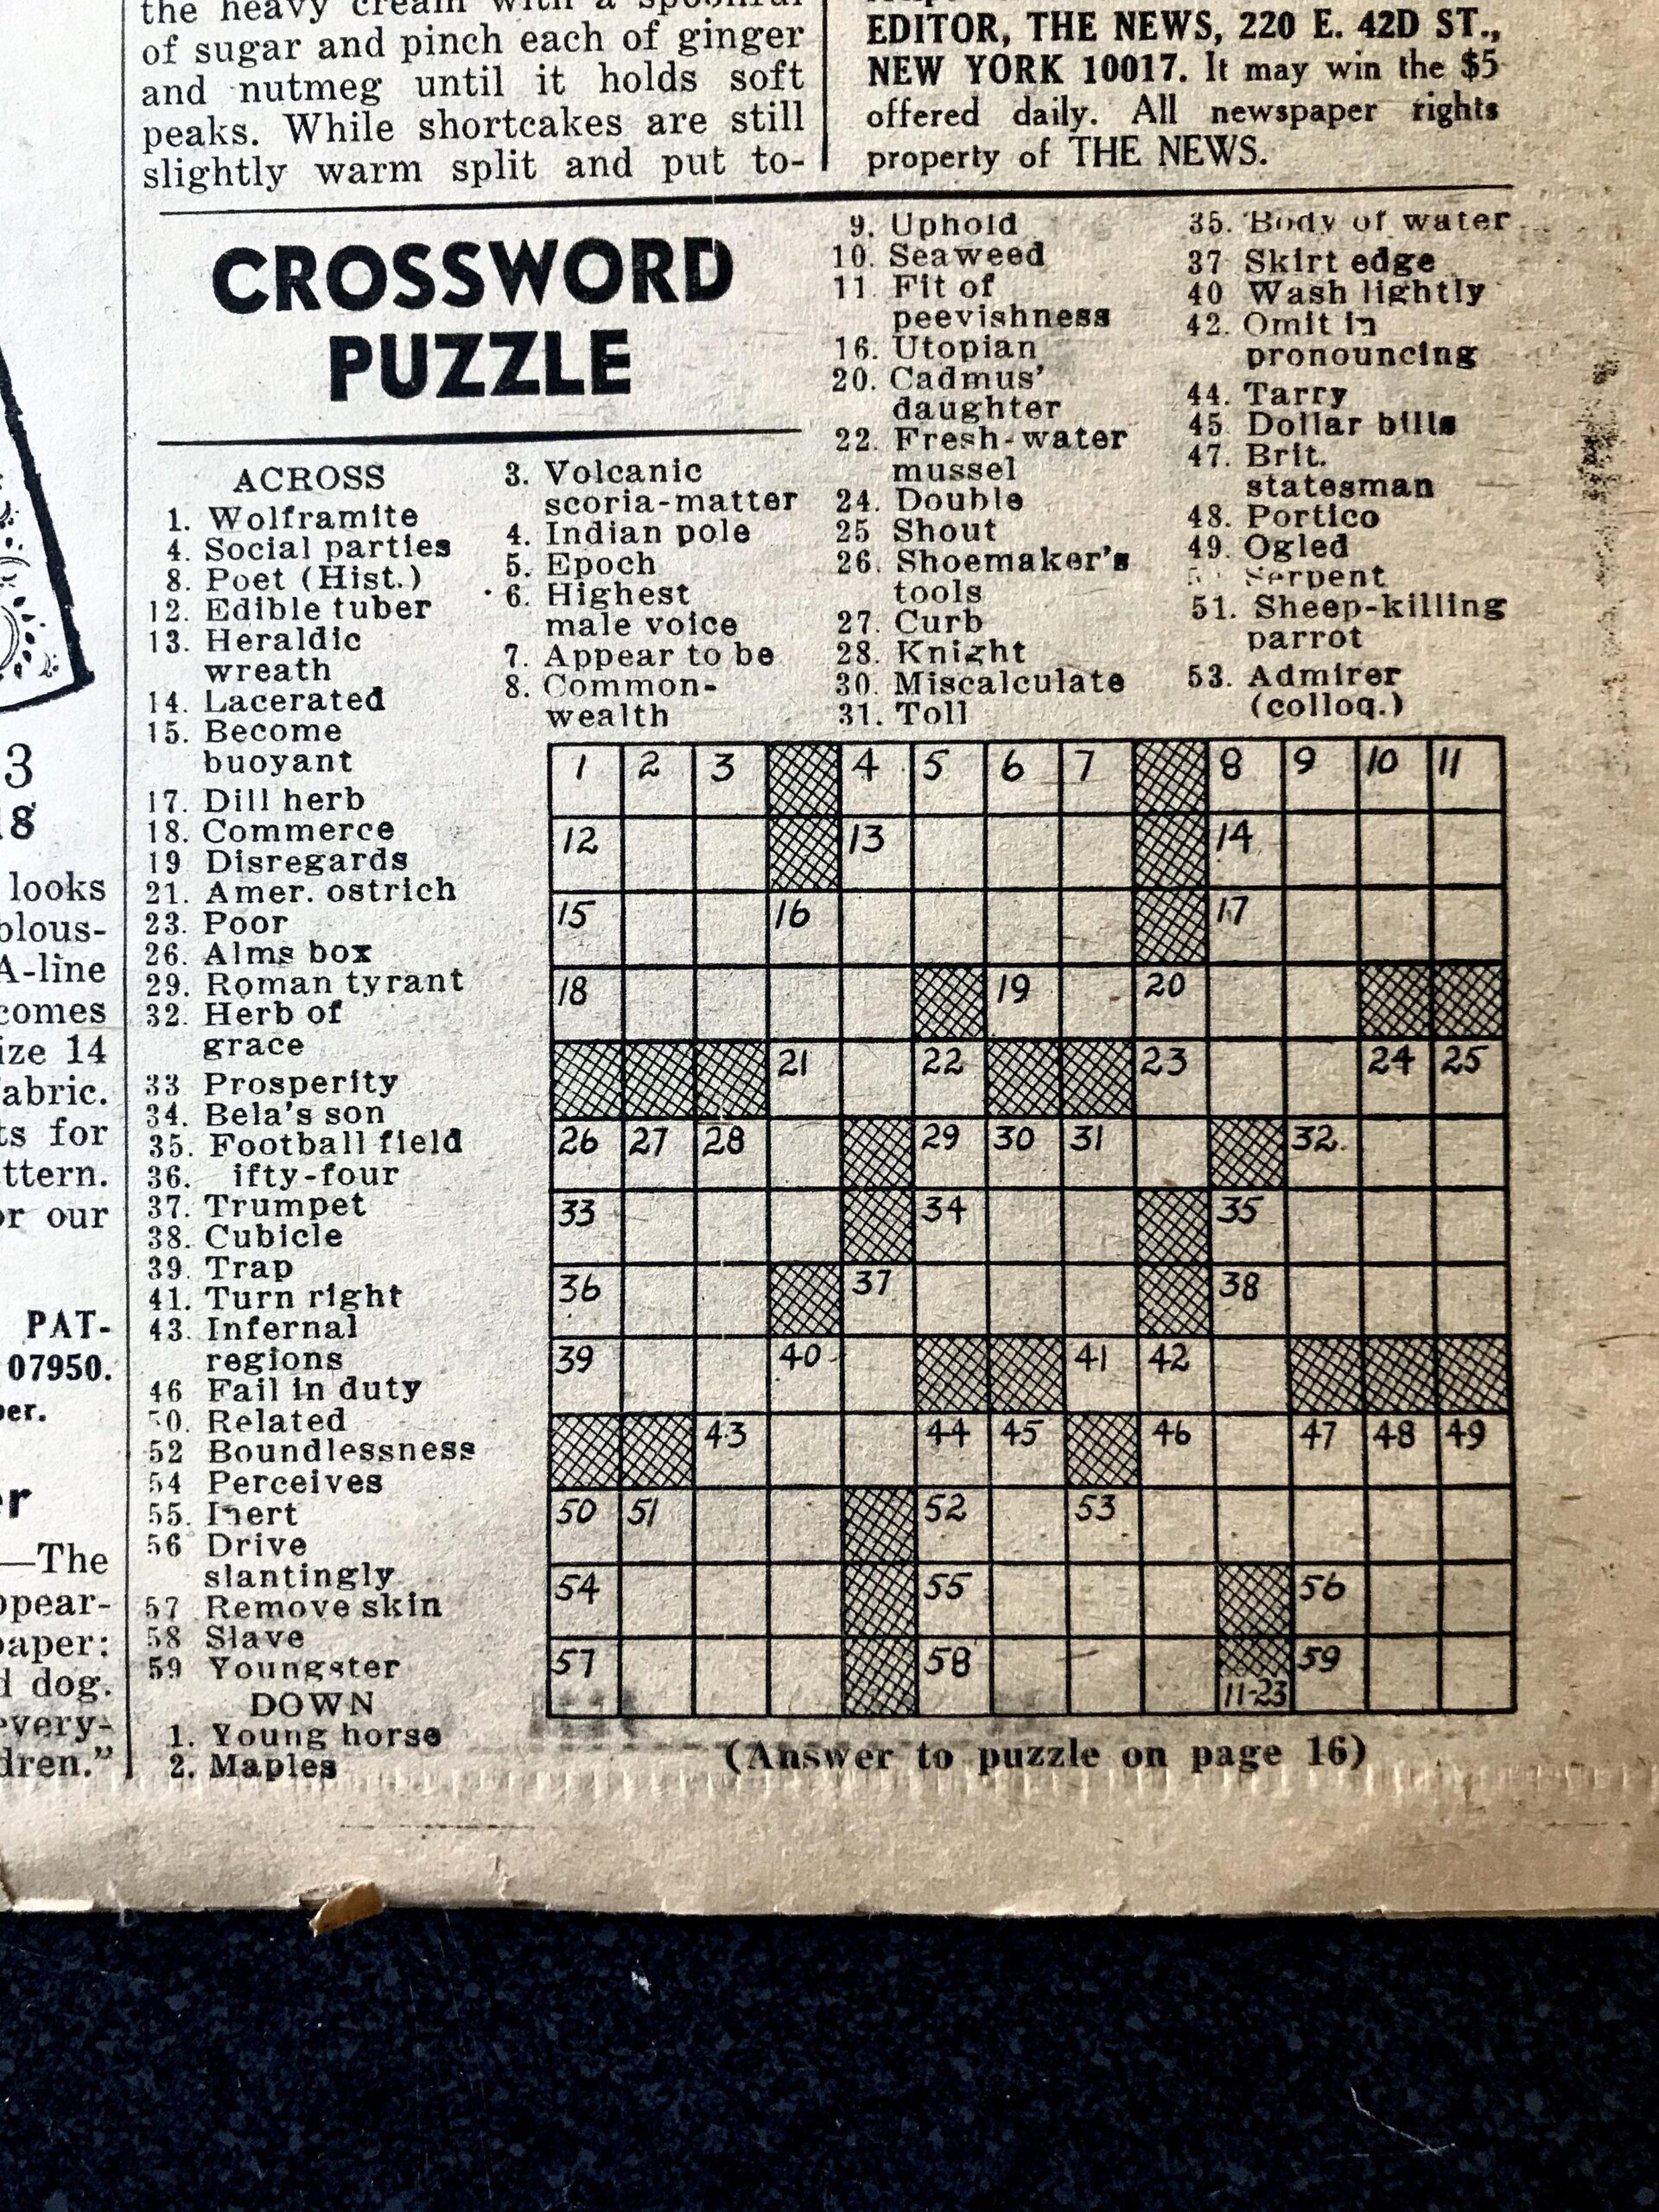 the heavy cream with a spoonful
of sugar and pinch each of ginger
and nutmeg until it holds soft
peaks. While shortcakes are still
slightly warm split and put to-
EDITOR, THE NEWS, 220 E. 42D ST.,
NEW YORK 10017. It may win the $5
offered daily. All newspaper rights
property of THE NEWS.
3
8
looks
A-line
comes
ize 14
abric.
ts for
ttern.
or our
PAT-
07950.
er.
er
—The
ppear-
paper:
d dog.
every-
dren."
CROSSWORD
PUZZLE
ACROSS
1. Wolframite
4. Social parties
8. Poet (Hist.)
12. Edible tuber
13. Heraldic
wreath
14. Lacerated
15. Become
buoyant
17. Dill herb
18. Commerce
19 Disregards
21. Amer. ostrich
23. Poor
26. Alms box
29. Roman tyrant
32. Herb of
grace
33 Prosperity
34. Bela's son
35. Football field
36. ifty-four
37. Trumpet
38. Cubicle
39. Trap
41. Turn right
43. Infernal
regions
46 Fail in duty
50. Related
52 Boundlessness
54 Perceives
55. Inert
56 Drive
slantingly
57 Remove skin
58 Slave
59 Youngster
DOWN
1. Young horse
2. Maples
3. Volcanic
scoria-matter
4. Indian pole
5. Epoch
6. Highest
male voice
7. Appear to be
8. Common-
wealth
9. Uphold
10. Seaweed
11. Fit of
peevishness
16. Utopian
20. Cadmus'
daughter
22. Fresh-water
mussel
24. Double
25 Shout
26. Shoemaker's
tools
27. Curb
28. Knight
30. Miscalculate
31. Toll
35. Body of water
37 Skirt edge
40 Wash lightly
42. Omit in
pronouncing
44. Tarry
45 Dollar bills
47. Brit.
statesman
48. Portico
49. Ogled
Serpent
51. Sheep-killing
parrot
53. Admirer
(colloq.)
1 2 3 4 5 6 7 8 9 10 11
12 13 14
15 16 17
18 19 20
21 22 23 24 25
26 27 28 29 30 31 32
33 34 35
36 37 38
39 40 41 42
43 44 45 46 47 48 49
50 51 52 53
54 55 56
57 58 59
11-23
(Answer to puzzle on page 16)